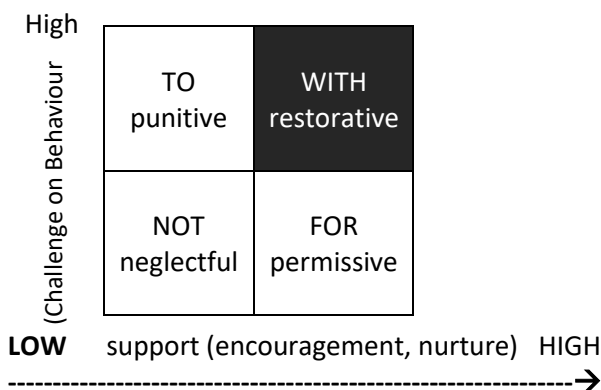 High
(Challenge on Behaviour
TO
punitive
WITH
restorative
NOT
neglectful
FOR
permissive
LOW support (encouragement, nurture) HIGH